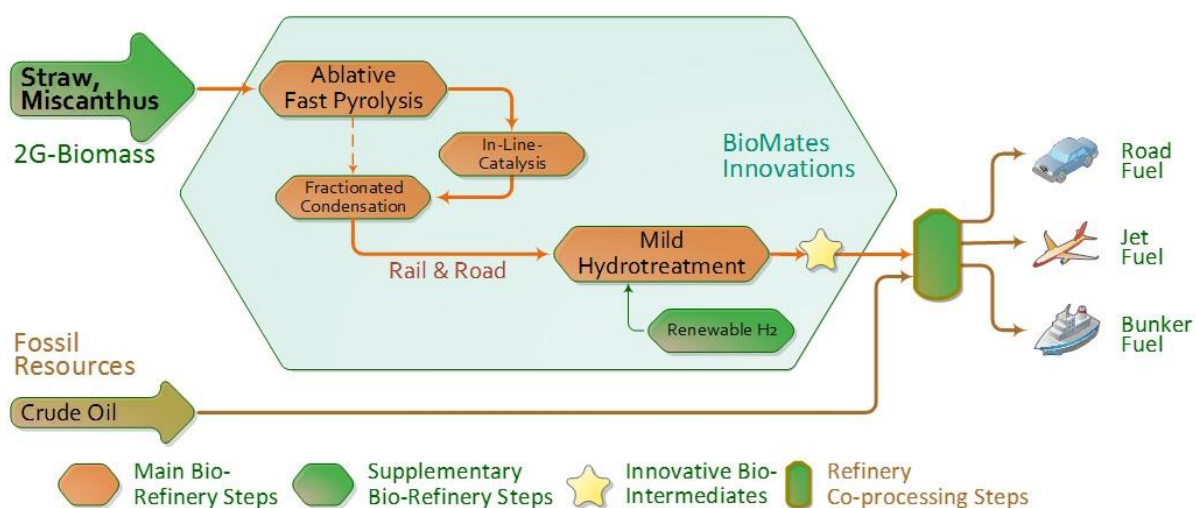 Straw,
Miscanthus
2G-Biomass
Ablative
Fast Pyrolysis
In-Line-
Catalysis
Fractionated
Condensation
BioMates
Innovations
Rail & Road
Mild
Hydrotreatment
Renewable H2
Road
Fuel
Jet
Fuel
Bunker
Fuel
Fossil
Resources
Crude Oil
Main Bio-
Refinery Steps
Supplementary
Bio-Refinery Steps
Innovative Bio-
Intermediates
Refinery
Co-processing Steps